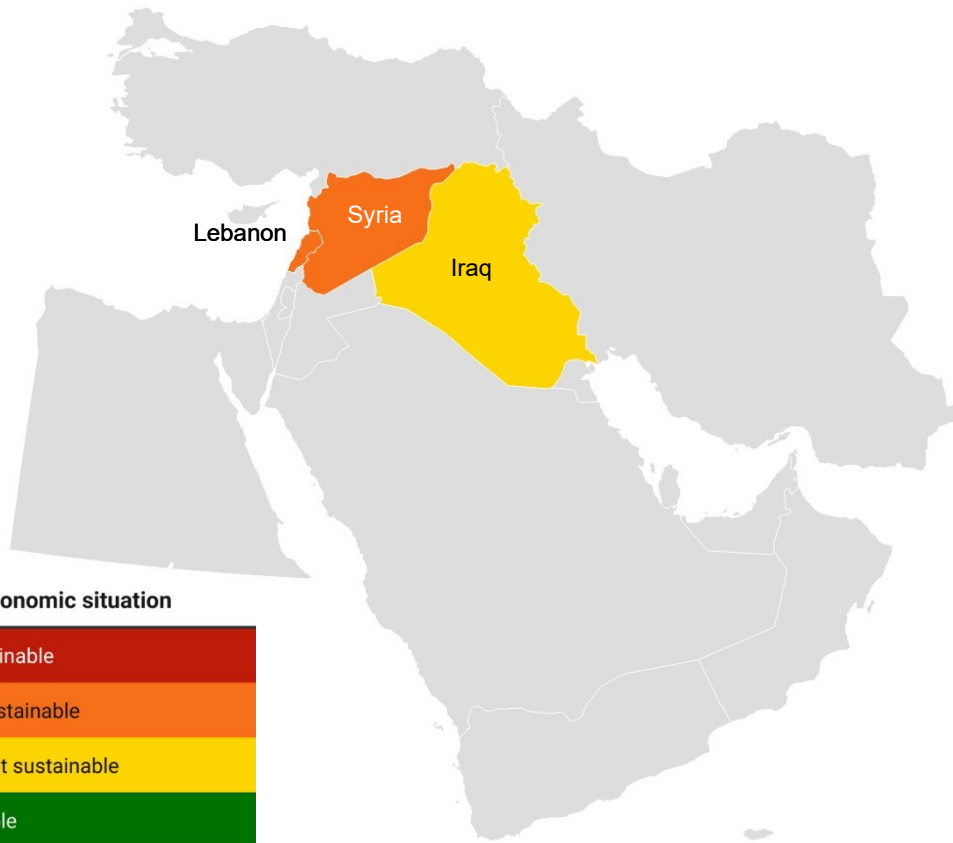 Syria
Lebanon
Iraq
onomic situation
inable
stainable
t sustainable
le